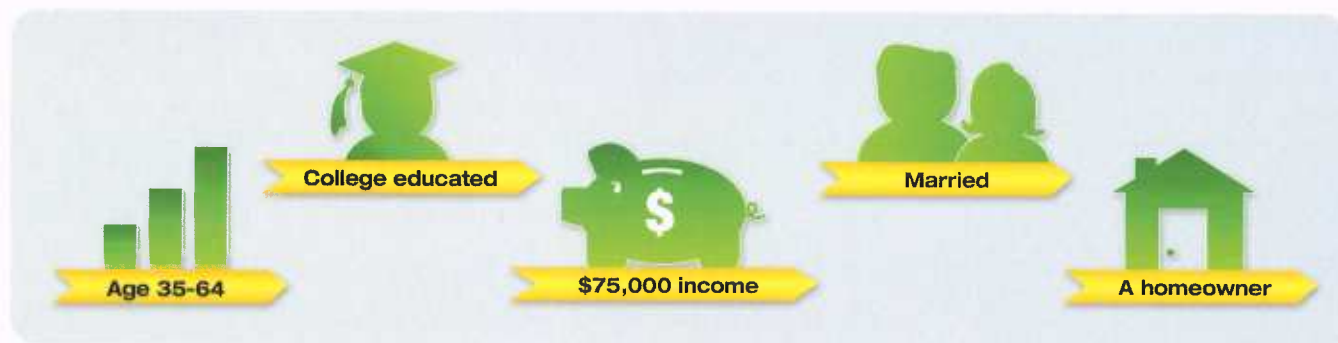 Age 35-64
College educated
$
$75,000 income
Married
A homeowner